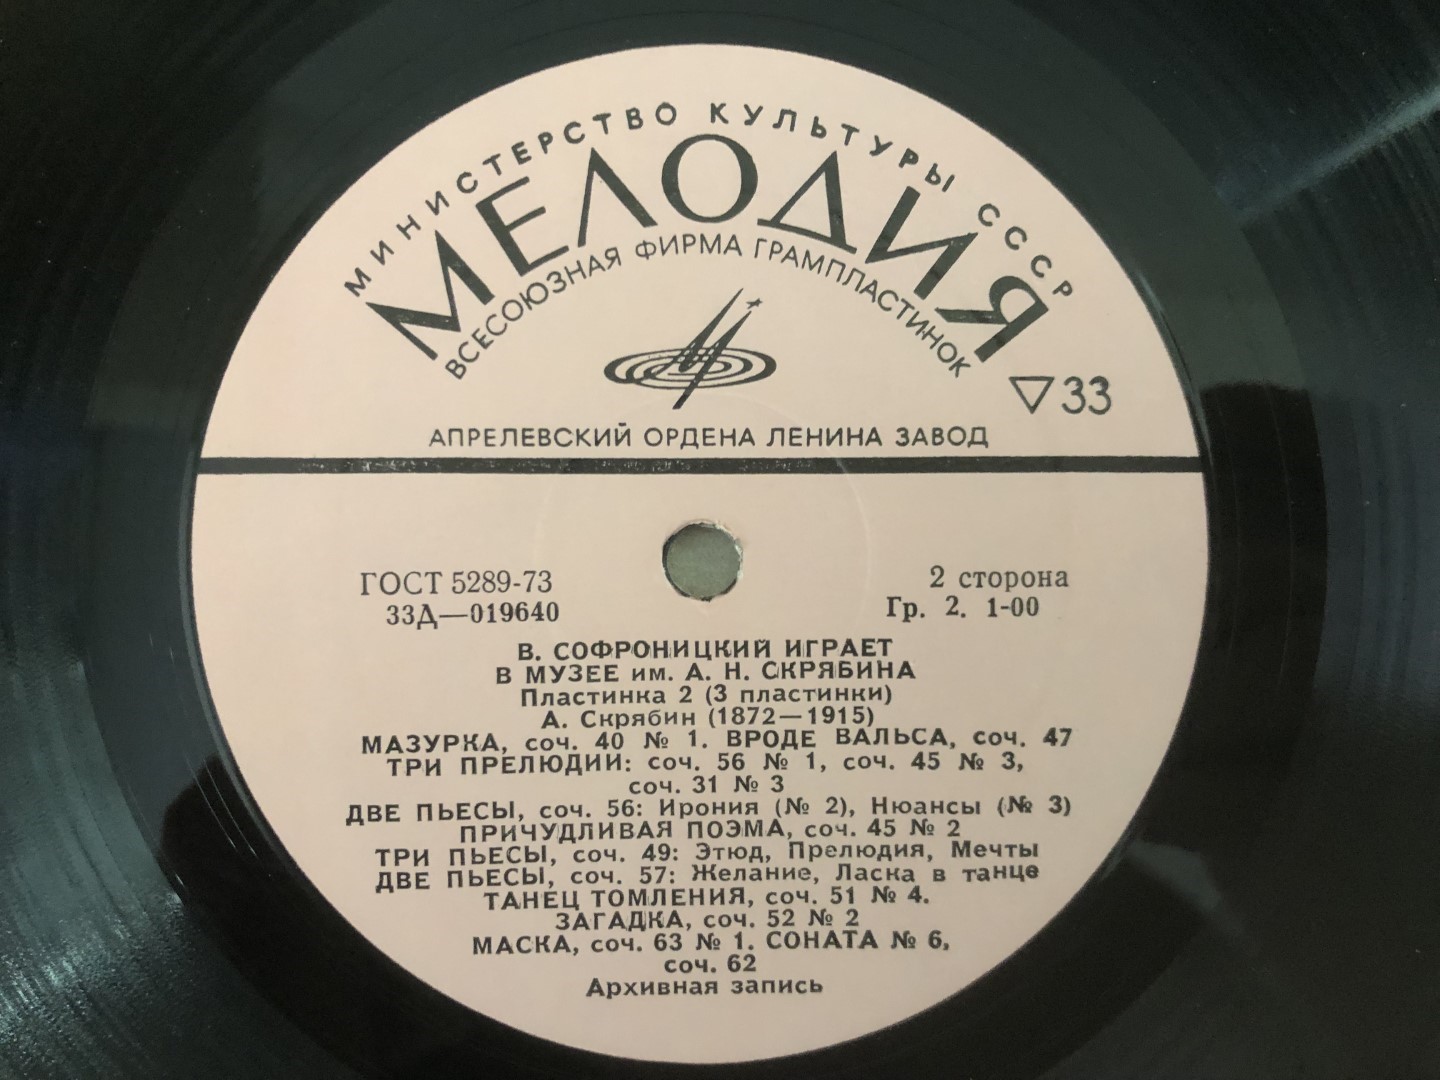 МИНИСТЕРСТВО КУЛЬТУРЫ СССР
МЕЛОДИЯ
ВСЕСОЮЗНАЯ ФИРМА ГРАМПЛАСТИНОК
33
АПРЕЛЕВСКИЙ ОРДЕНА ЛЕНИНА ЗАВОД
ГОСТ 5289-73
2 сторона
33Д—019640
Гр. 2. 1-00
В. СОФРОНИЦКИЙ ИГРАЕТ
В МУЗЕЕ им. А. Н. СКРЯБИНА
Пластинка 2 (3 пластинки)
А. Скрябин (1872—1915)
МАЗУРКА, соч. 40 № 1. ВРОДЕ ВАЛЬСА, соч. 47
ТРИ ПРЕЛЮДИИ: соч. 56 № 1, соч. 45 № 3,
соч. 31 № 3
ДВЕ ПЬЕСЫ, соч. 56: Ирония (№ 2), Нюансы (№ 3)
ПРИЧУДЛИВАЯ ПОЭМА, соч. 45 № 2
ТРИ ПЬЕСЫ, соч. 49: Этюд, Прелюдия, Мечты
ДВЕ ПЬЕСЫ, соч. 57: Желание, Ласка в танце
ТАНЕЦ ТОМЛЕНИЯ, соч. 51 № 4.
ЗАГАДКА, соч. 52 № 2
МАСКА, соч. 63 № 1. СОНАТА № 6,
соч. 62
Архивная запись